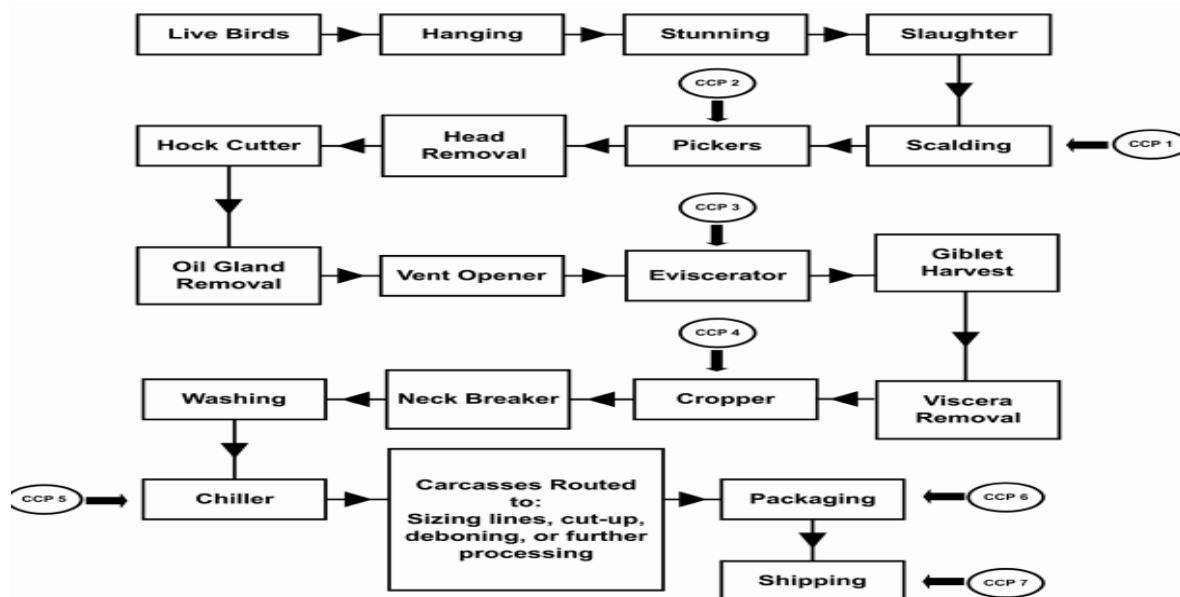 Live Birds
Hanging
Stunning
Slaughter
CCP 2
Hock Cutter
Head
Removal
Pickers
Scalding
CCP 1
CCP 3
Oil Gland
Removal
Vent Opener
Eviscerator
Giblet
Harvest
CCP 4
Washing
Neck Breaker
Cropper
Viscera
Removal
CCP 5
Chiller
Carcasses Routed
to:
Sizing lines, cut-up,
deboning, or further
processing
Packaging
CCP 6
Shipping
CCP 7